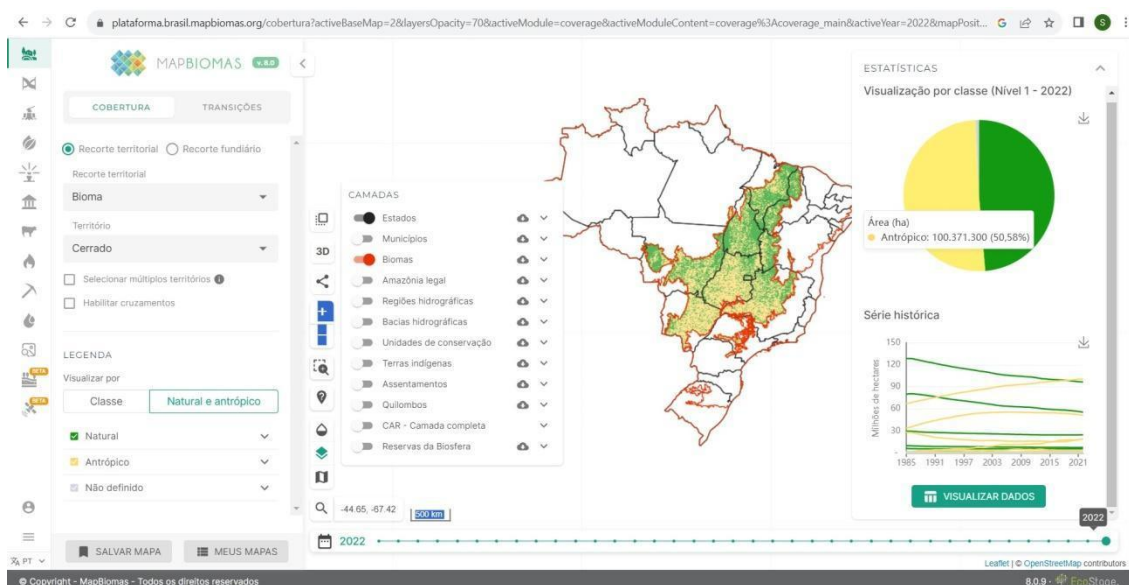 plataforma.brasil.mapbiomas.org/cobertura?activeBaseMap=2&layersOpacity=70&activeModule=coverage&activeModuleContent=coverage%3Acoverage_main&activeYear=2022&mapPosit...
S
MAPBIOMAS v.8.0
COBERTURA TRANSIÇÕES
Recorte territorial Recorte fundiário
Recorte territorial
Bioma
Território
Cerrado
Selecionar múltiplos territórios
Habilitar cruzamentos
LEGENDA
Visualizar por
Classe Natural e antrópico
Natural
Antrópico
Não definido
SALVAR MAPA MEUS MAPAS
BETA
BETA
PT
3D
CAMADAS
Estados
Municípios
Biomas
Amazônia legal
Regiões hidrográficas
Bacias hidrográficas
Unidades de conservação
Terras indígenas
Assentamentos
Quilombos
CAR - Camada completa
Reservas da Biosfera
-44.65, -67.42 500 km
2022
ESTATÍSTICAS
Visualização por classe (Nível 1 - 2022)
Área (ha)
Antrópico: 100.371.300 (50,58%)
Série histórica
Milhões de hectares
150
120
90
60
30
-
1985 1991 1997 2003 2009 2015 2021
VISUALIZAR DADOS
2022
Leaflet | © OpenStreetMap contributors
© Copyright - MapBiomas - Todos os direitos reservados
8.0.9 - EcoStage.